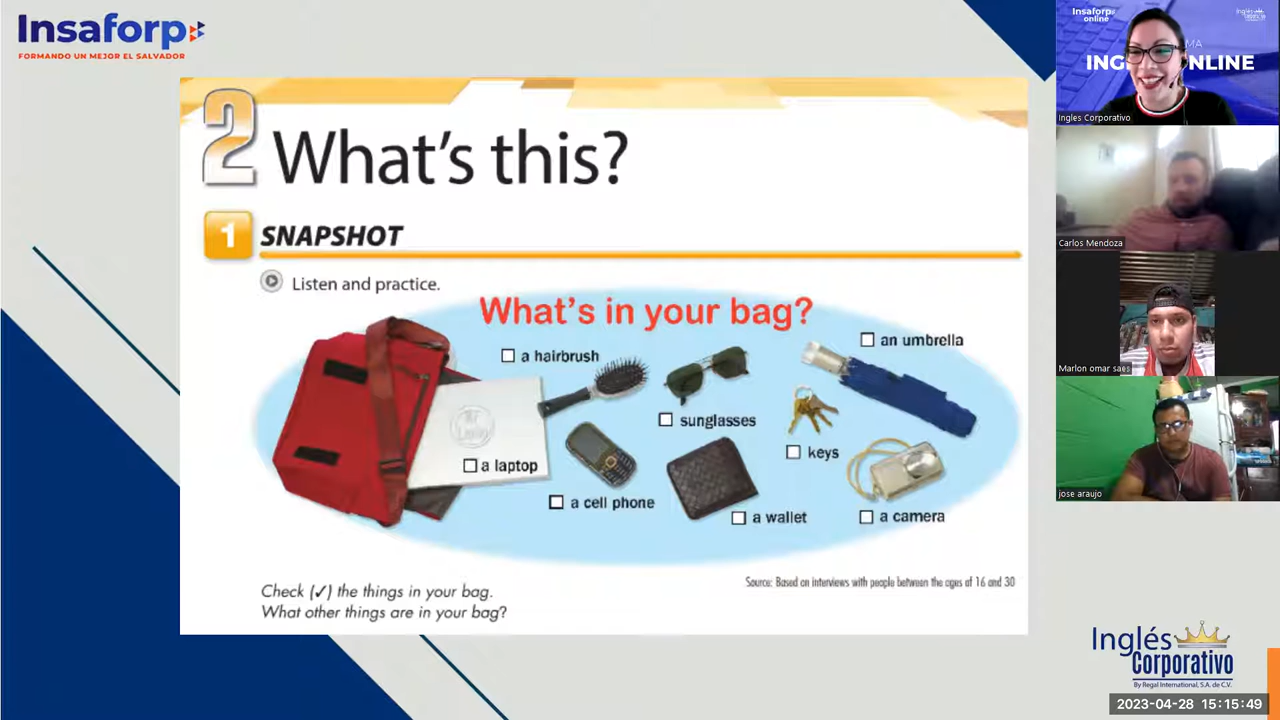 Insaforp
FORMANDO UN MEJOR EL SALVADOR
2 What's this?
1 SNAPSHOT
Listen and practice.
What's in your bag?
a hairbrush
an umbrella
sunglasses
keys
a laptop
a cell phone
a wallet
a camera
Source: Based on interviews with people between the ages of 16 and 30
Check (✓) the things in your bag.
What other things are in your bag?
Insaforp
online
Ingles Corporativo
Carlos Mendoza
Marlon omar saes
jose araujo
Inglés
Corporativo
By Regal International, S.A. de C.V.
2023-04-28 15:15:49